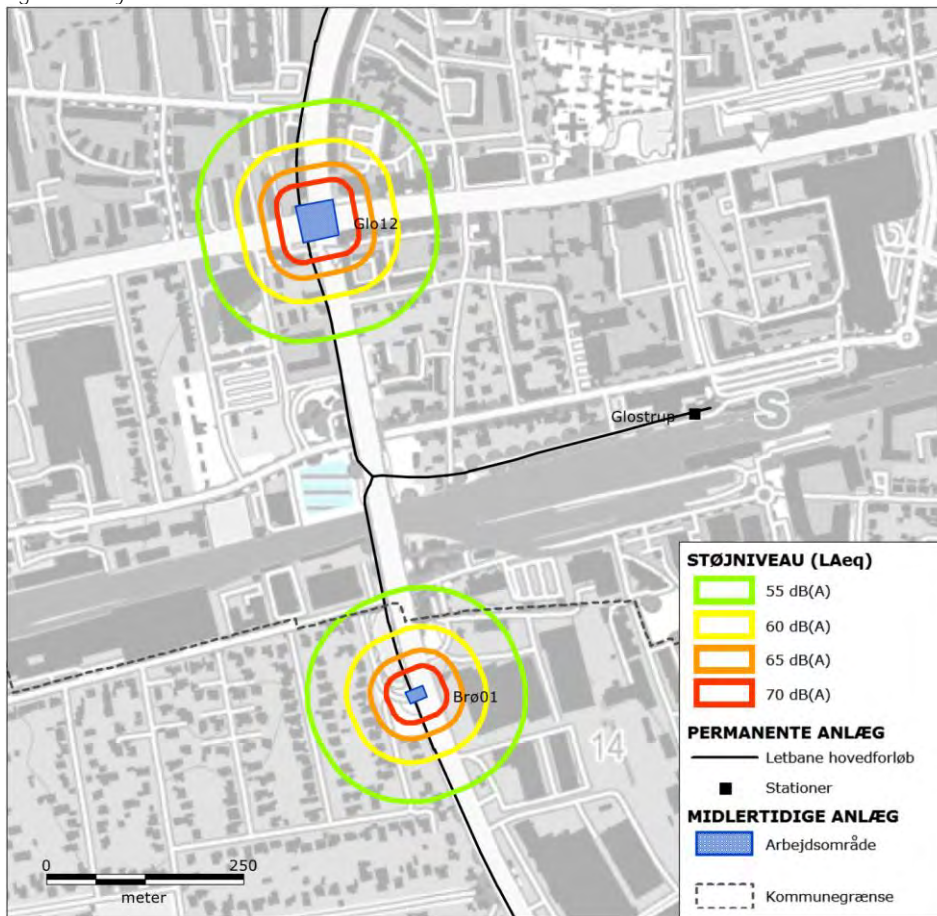 Glo12
Glostrup
S
Brø01
14
STØJNIVEAU (LAeq)
55 dB(A)
60 dB(A)
65 dB(A)
70 dB(A)
PERMANENTE ANLÆG
Letbane hovedforløb
Stationer
MIDLERTIDIGE ANLÆG
Arbejdsområde
Kommunegrænse
0 250
meter